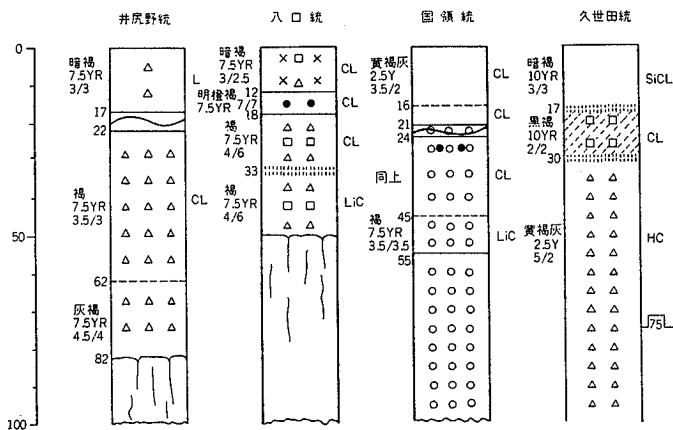 井尻野統
八口統
国領統
久世田統
0
50
100
暗褐
7.5YR
3/3
L
17
22
褐
7.5YR
3.5/3
CL
62
灰褐
7.5YR
4.5/4
82
暗褐
7.5YR
3/2.5
CL
12
明橙褐
7.5YR 7/7
CL
18
褐
7.5YR
4/6
CL
33
褐
7.5YR
4/6
LiC
黄褐灰
2.5Y
3.5/2
CL
16
CL
21
24
同上
CL
45
褐
7.5YR
3.5/3.5
LiC
55
暗褐
10YR
3/3
SiCL
17
黒褐
10YR
2/2
CL
30
黄褐灰
2.5Y
5/2
HC
75